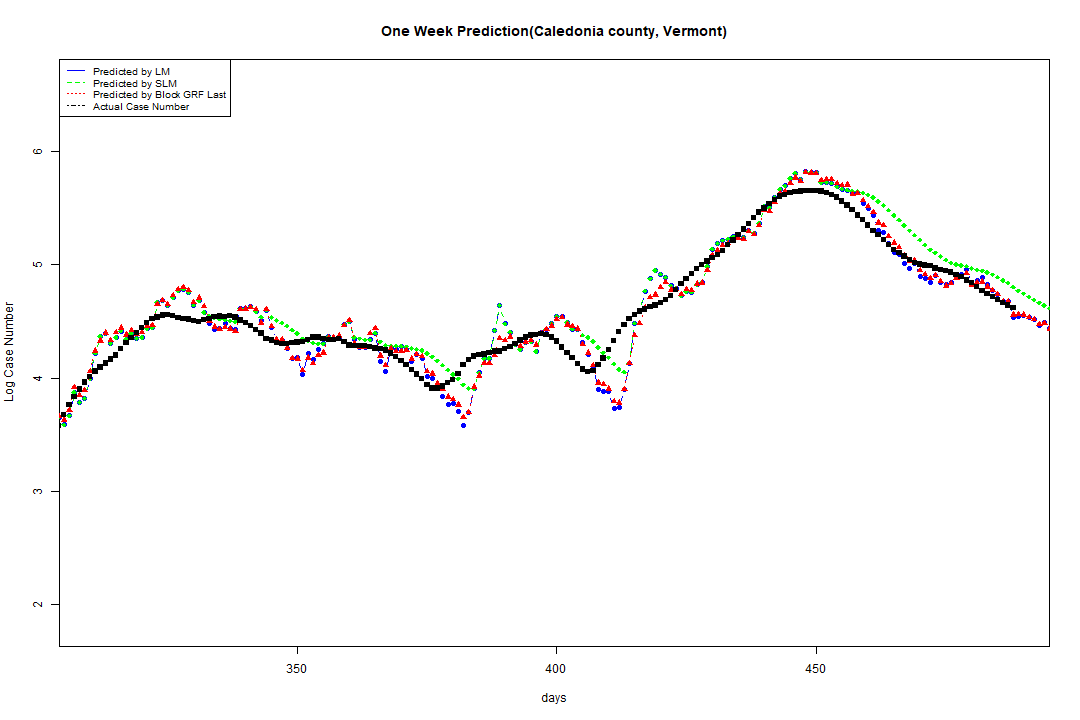 One Week Prediction(Caledonia county, Vermont)
Predicted by LM
Predicted by SLM
Predicted by Block GRF Last
Actual Case Number
6
5
4
3
2
Log Case Number
350
400
450
days